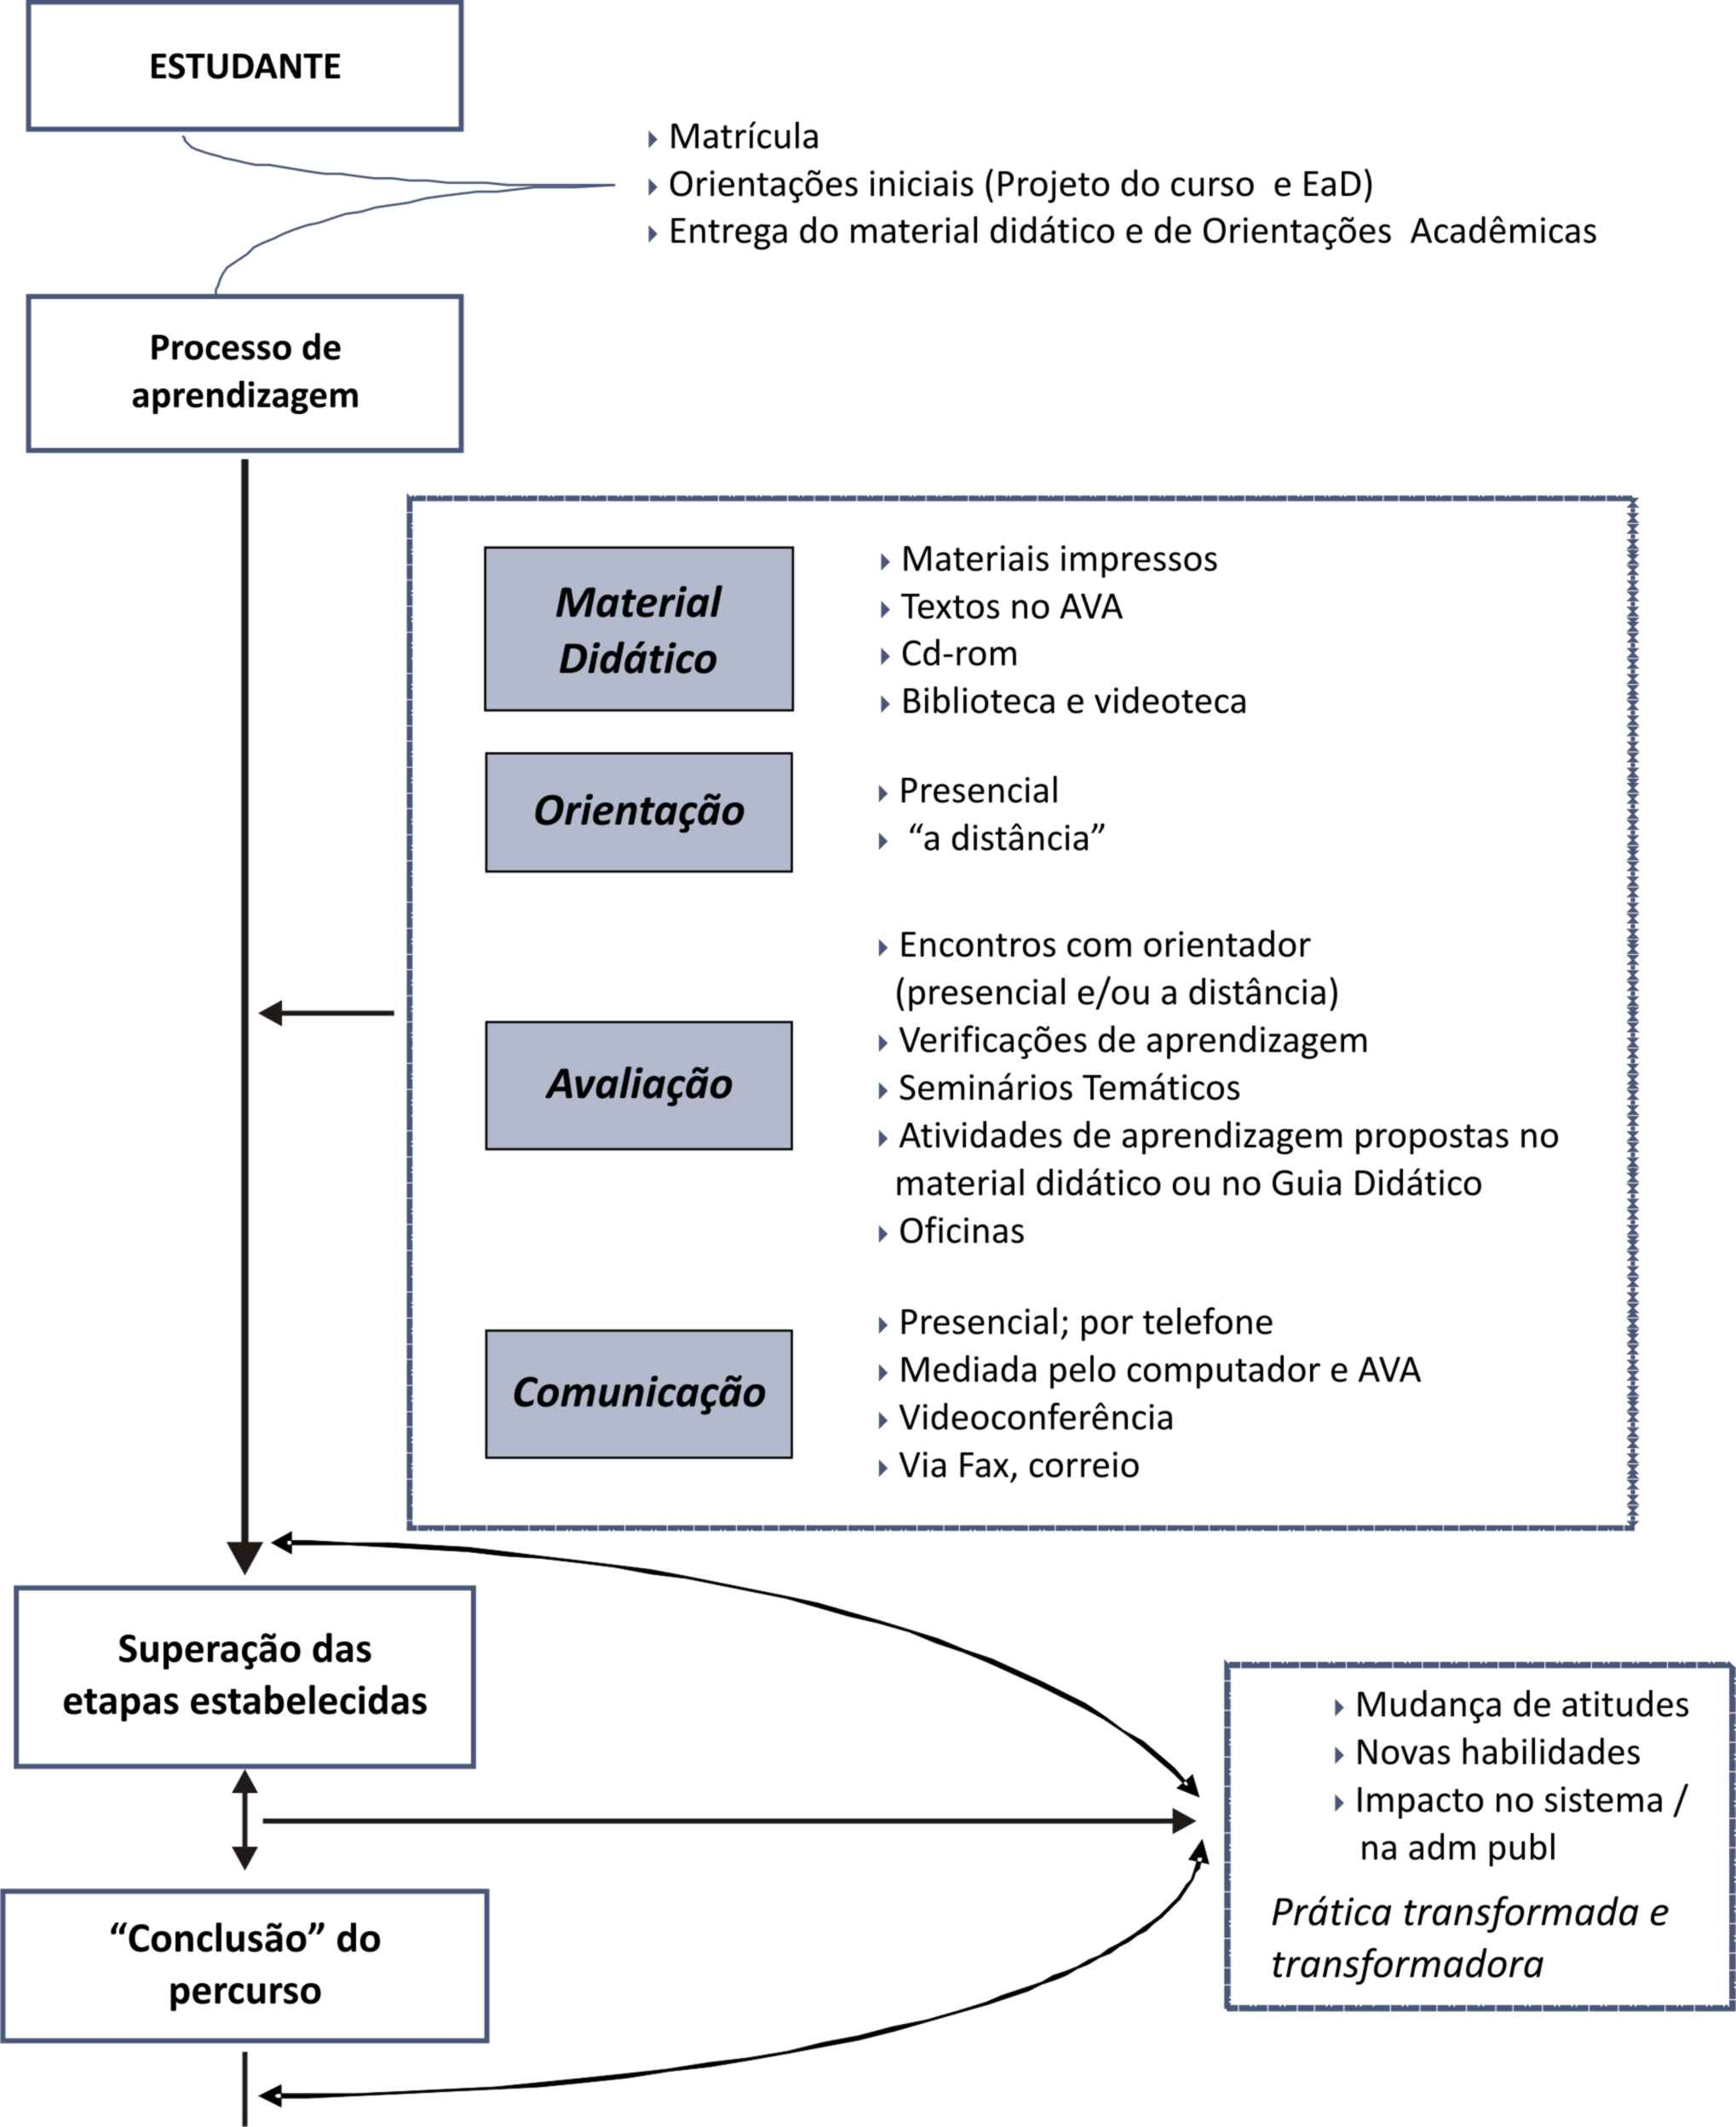 ESTUDANTE
Matrícula
Orientações iniciais (Projeto do curso e EaD)
Entrega do material didático e de Orientações Acadêmicas
Processo de
aprendizagem
Material
Didático
Materiais impressos
Textos no AVA
Cd-rom
Biblioteca e videoteca
Orientação
Presencial
“a distância”
Avaliação
Encontros com orientador
(presencial e/ou a distância)
Verificações de aprendizagem
Seminários Temáticos
Atividades de aprendizagem propostas no
material didático ou no Guia Didático
Oficinas
Comunicação
Presencial; por telefone
Mediada pelo computador e AVA
Videoconferência
Via Fax, correio
Superação das
etapas estabelecidas
Mudança de atitudes
Novas habilidades
Impacto no sistema /
na adm publ
Prática transformada e
transformadora
“Conclusão” do
percurso